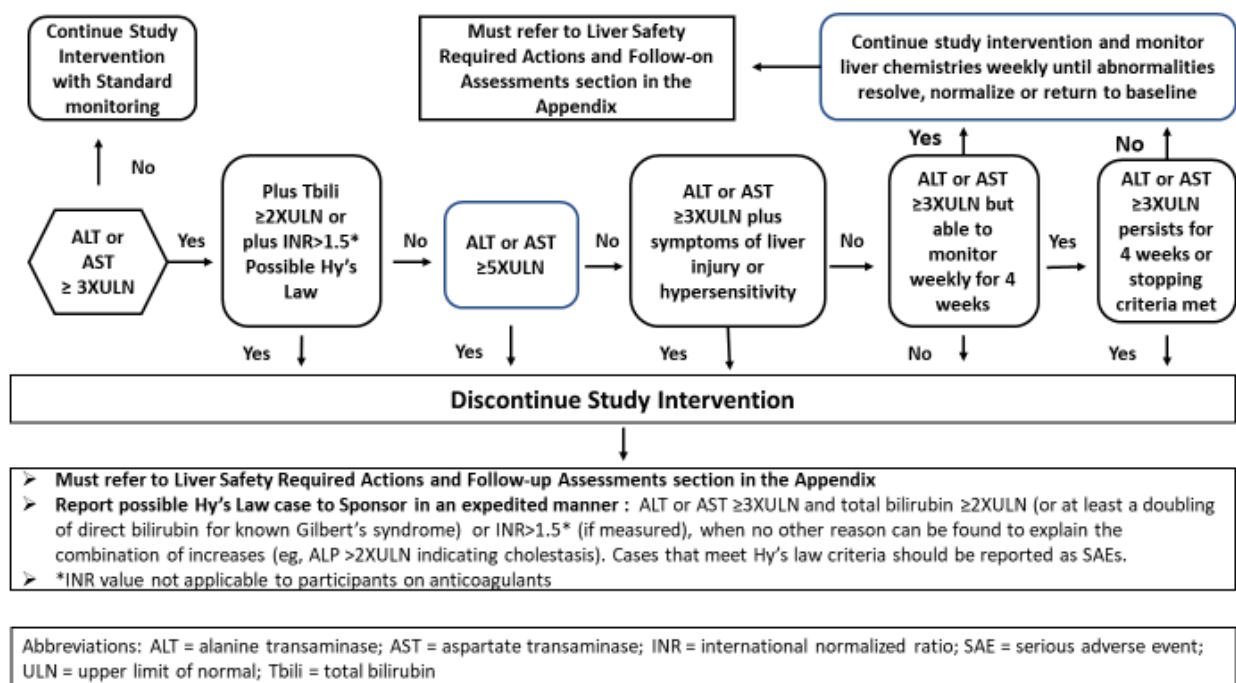 Continue Study
Intervention
with Standard
monitoring
Must refer to Liver Safety
Required Actions and Follow-on
Assessments section in the
Appendix
Continue study intervention and monitor
liver chemistries weekly until abnormalities
resolve, normalize or return to baseline
No
Yes
No
ALT or
AST
≥ 3XULN
Yes
Plus Tbili
≥2XULN or
plus INR>1.5*
Possible Hy's
Law
No
ALT or AST
≥5XULN
No
ALT or AST
≥3XULN plus
symptoms of liver
injury or
hypersensitivity
No
ALT or AST
≥3XULN but
able to
monitor
weekly for 4
weeks
Yes
ALT or AST
≥3XULN
persists for
4 weeks or
stopping
criteria met
Yes
Yes
Yes
No
Yes
Discontinue Study Intervention
➢ Must refer to Liver Safety Required Actions and Follow-up Assessments section in the Appendix
➢ Report possible Hy's Law case to Sponsor in an expedited manner : ALT or AST ≥3XULN and total bilirubin ≥2XULN (or at least a doubling
of direct bilirubin for known Gilbert's syndrome) or INR>1.5* (if measured), when no other reason can be found to explain the
combination of increases (eg, ALP >2XULN indicating cholestasis). Cases that meet Hy's law criteria should be reported as SAEs.
➢ *INR value not applicable to participants on anticoagulants
Abbreviations: ALT = alanine transaminase; AST = aspartate transaminase; INR = international normalized ratio; SAE = serious adverse event;
ULN = upper limit of normal; Tbili = total bilirubin